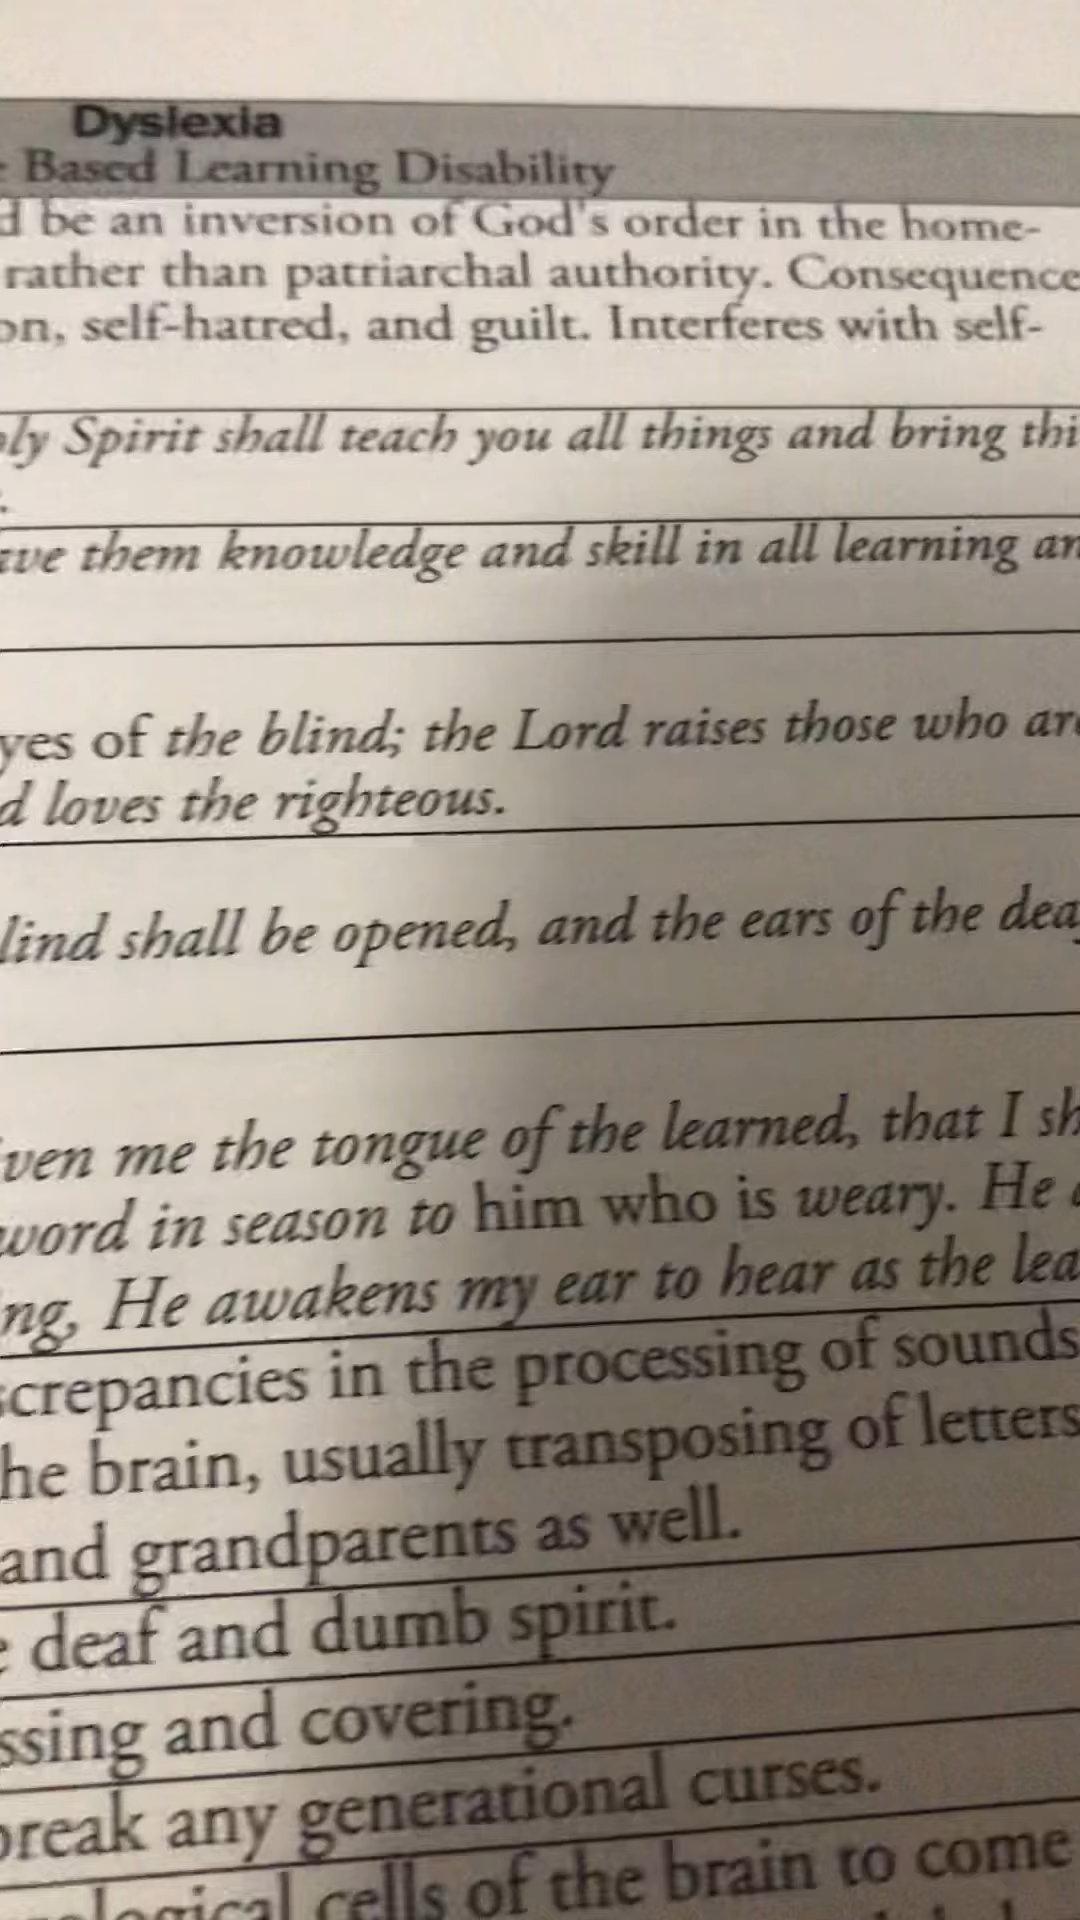 Dyslexia
Based Learning Disability
be an inversion of God's order in the home-
rather than patriarchal authority. Consequence
on, self-hatred, and guilt. Interferes with self-
Spirit shall teach you all things and bring thi
ave them knowledge and skill in all learning an
yes of the blind; the Lord raises those who are
d loves the righteous.
lind shall be opened, and the ears of the dea
iven me the tongue of the learned, that I sh
word in season to him who is weary. He
ng, He awakens my ear to hear as the lea
screpancies in the processing of sounds
he brain, usually transposing of letters
and grandparents as well.
deaf and dumb spirit.
ssing and covering.
break any generational curses.
cells of the brain to come